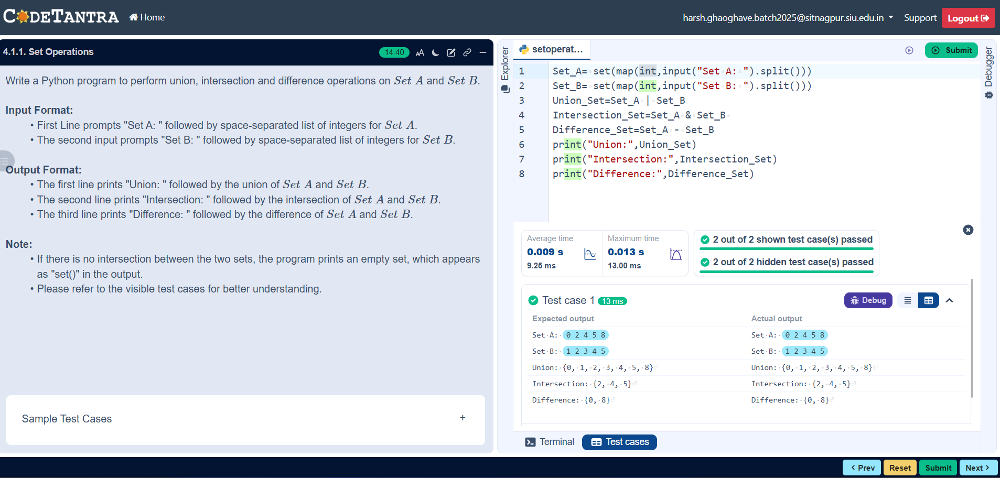 CODETANTRA
Home
harsh.ghaoghave.batch2025@sitnagpur.siu.edu.in
Support
Logout
4.1.1. Set Operations
14:40
AA
Write a Python program to perform union, intersection and difference operations on Set A and Set B.
Input Format:
• First Line prompts "Set A: " followed by space-separated list of integers for Set A.
• The second input prompts "Set B: " followed by space-separated list of integers for Set B.
Output Format:
• The first line prints "Union: " followed by the union of Set A and Set B.
• The second line prints "Intersection: " followed by the intersection of Set A and Set B.
• The third line prints "Difference: " followed by the difference of Set A and Set B.
Note:
• If there is no intersection between the two sets, the program prints an empty set, which appears
as "set()" in the output.
• Please refer to the visible test cases for better understanding.
Sample Test Cases
+
Explorer
setoperat...
Submit
Debugger
1 Set_A= set(map(int,input("Set A: ").split()))
2 Set_B= set(map(int,input("Set B: ").split()))
3 Union_Set=Set_A | Set_B
4 Intersection_Set=Set_A & Set_B
5 Difference_Set=Set_A - Set_B
6 print("Union:",Union_Set)
7 print("Intersection:",Intersection_Set)
8 print("Difference:",Difference_Set)
Average time
0.009 s
9.25 ms
Maximum time
0.013 s
13.00 ms
2 out of 2 shown test case(s) passed
2 out of 2 hidden test case(s) passed
Test case 1 13 ms
Debug
Expected output Actual output
Set A: 0 2 4 5 8 Set A: 0 2 4 5 8
Set B: 1 2 3 4 5 Set B: 1 2 3 4 5
Union: {0, 1, 2, 3, 4, 5, 8} Union: {0, 1, 2, 3, 4, 5, 8}
Intersection: {2, 4, 5} Intersection: {2, 4, 5}
Difference: {0, 8} Difference: {0, 8}
Terminal
Test cases
< Prev
Reset
Submit
Next >